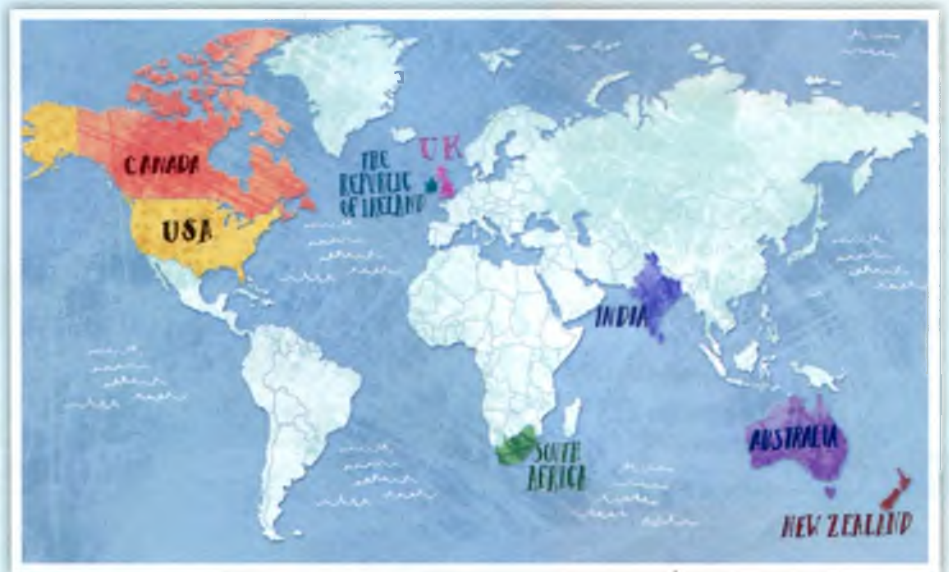 CANADA
USA
UK
THE
REPUBLIC
OF IRELAND
INDIA
SOUTH
AFRICA
AUSTRALIA
NEW ZEALAND